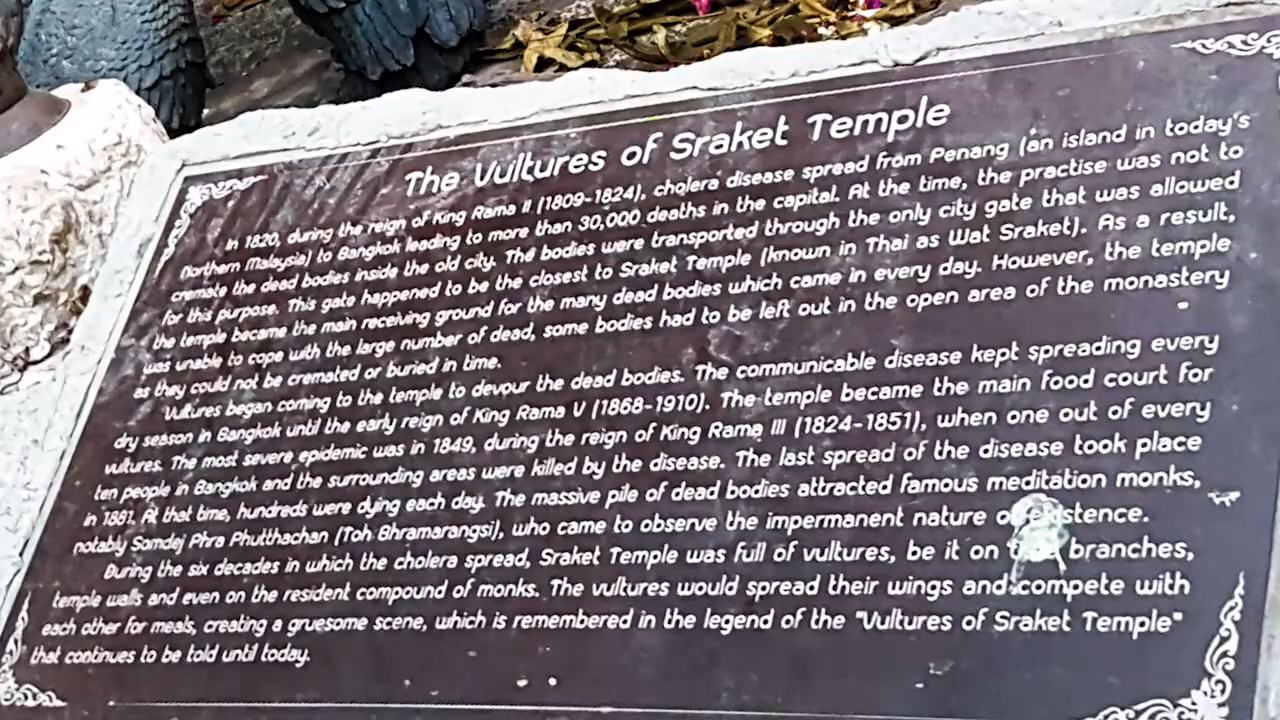 The Vultures of Sraket Temple
In 1820, during the reign of King Rama II (1809-1824), cholera disease spread from Penang (an island in today's
Northern Malaysia) to Bangkok leading to more than 30,000 deaths in the capital. At the time, the practise was not to
cremate the dead bodies inside the old city. The bodies were transported through the only city gate that was allowed
for this purpose. This gate happened to be the closest to Sraket Temple (known in Thai as Wat Sraket). As a result,
the temple became the main receiving ground for the many dead bodies which came in every day. However, the temple
was unable to cope with the large number of dead, some bodies had to be left out in the open area of the monastery
as they could not be cremated or buried in time.
Vultures began coming to the temple to devour the dead bodies. The communicable disease kept spreading every
dry season in Bangkok until the early reign of King Rama V (1868-1910). The temple became the main food court for
vultures. The most severe epidemic was in 1849, during the reign of King Rama III (1824-1851), when one out of every
ten people in Bangkok and the surrounding areas were killed by the disease. The last spread of the disease took place
in 1881. At that time, hundreds were dying each day. The massive pile of dead bodies attracted famous meditation monks,
notably Somdej Phra Phutthachan (Toh Bhramarangsi), who came to observe the impermanent nature of existence.
During the six decades in which the cholera spread, Sraket Temple was full of vultures, be it on branches,
temple walls and even on the resident compound of monks. The vultures would spread their wings and compete with
each other for meals, creating a gruesome scene, which is remembered in the legend of the "Vultures of Sraket Temple"
that continues to be told until today.